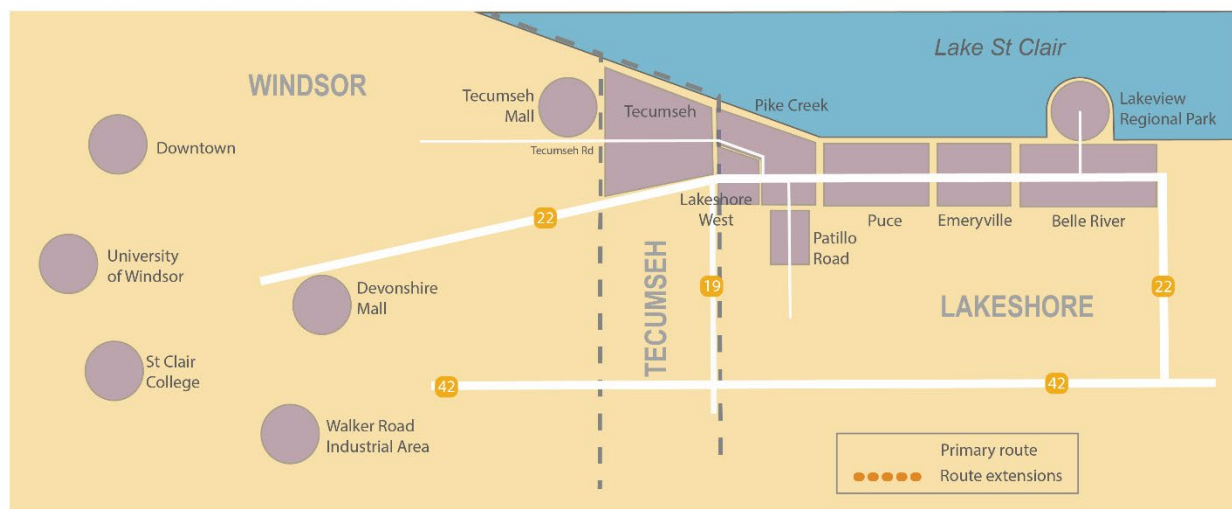 Lake St Clair
WINDSOR
Tecumseh
Mall
Tecumseh
Pike Creek
Lakeview
Regional Park
Downtown
Tecumseh Rd
Lakeshore
West
22
Puce
Emeryville
Belle River
University
of Windsor
Patillo
Road
Devonshire
Mall
TECUMSEH
19
LAKESHORE
22
St Clair
College
42
42
Walker Road
Industrial Area
Primary route
Route extensions